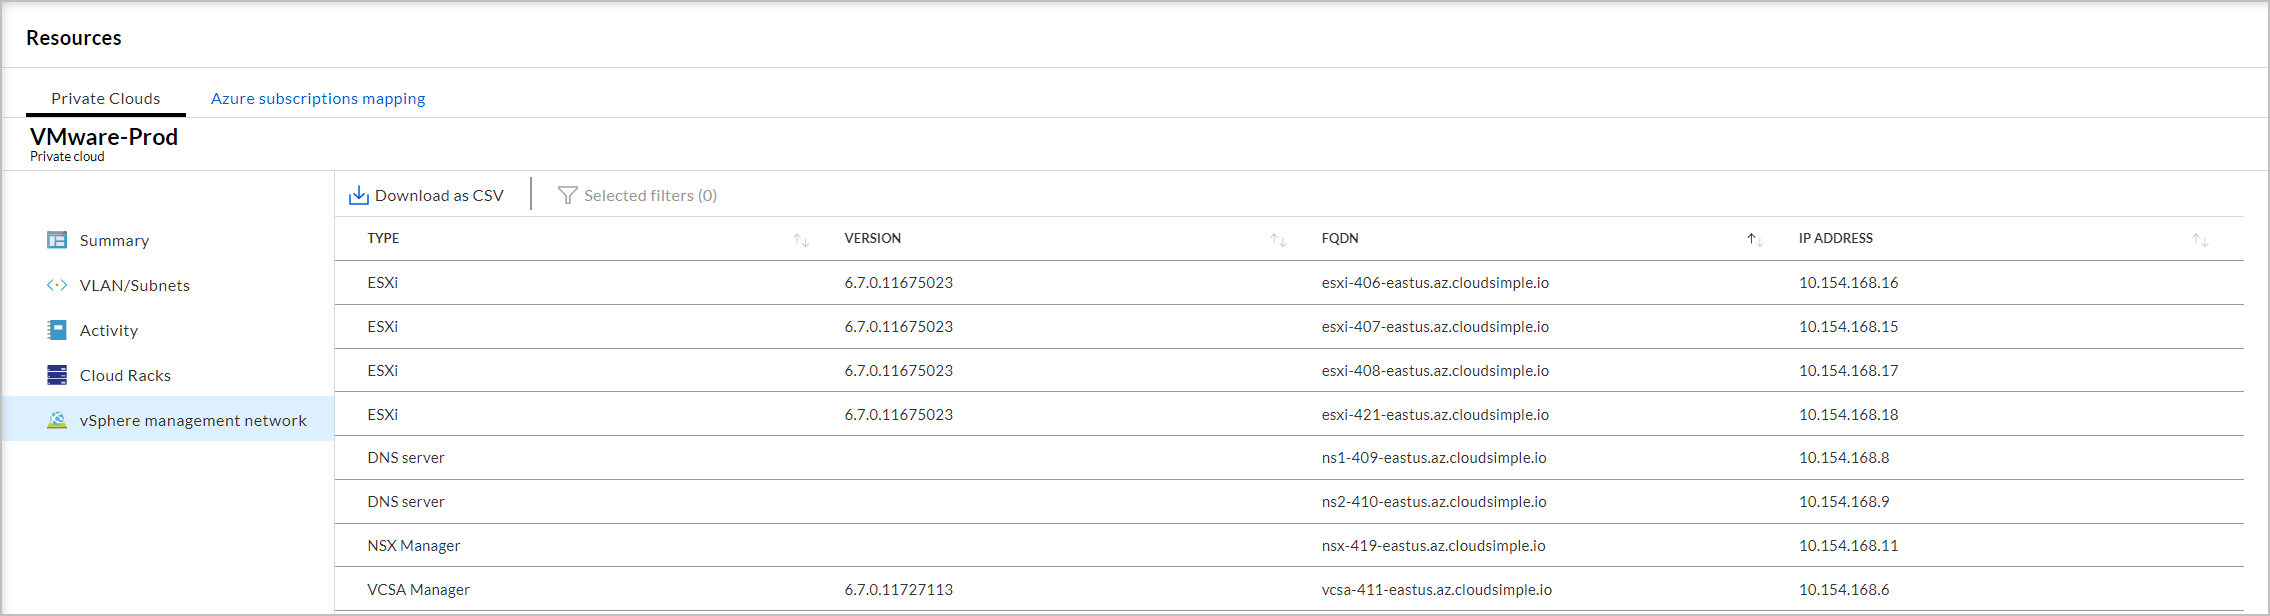 Resources
Private Clouds Azure subscriptions mapping
VMware-Prod
Private cloud
Download as CSV Selected filters (0)
Summary
VLAN/Subnets
Activity
Cloud Racks
vSphere management network
TYPE VERSION FQDN IP ADDRESS
ESXi 6.7.0.11675023 esxi-406-eastus.az.cloudsimple.io 10.154.168.16
ESXi 6.7.0.11675023 esxi-407-eastus.az.cloudsimple.io 10.154.168.15
ESXi 6.7.0.11675023 esxi-408-eastus.az.cloudsimple.io 10.154.168.17
ESXi 6.7.0.11675023 esxi-421-eastus.az.cloudsimple.io 10.154.168.18
DNS server ns1-409-eastus.az.cloudsimple.io 10.154.168.8
DNS server ns2-410-eastus.az.cloudsimple.io 10.154.168.9
NSX Manager nsx-419-eastus.az.cloudsimple.io 10.154.168.11
VCSA Manager 6.7.0.11727113 vcsa-411-eastus.az.cloudsimple.io 10.154.168.6